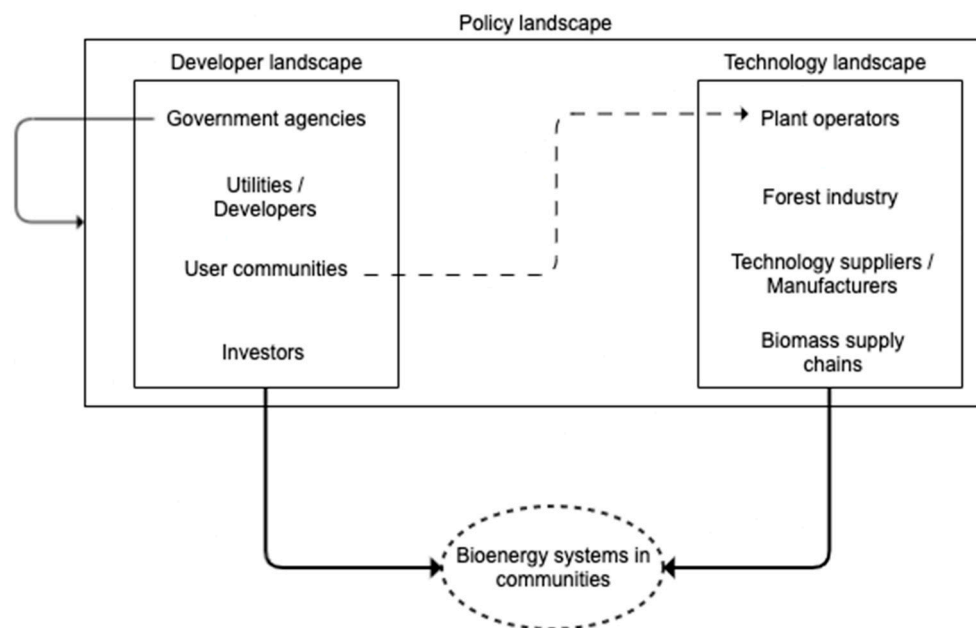 Policy landscape
Developer landscape
Government agencies
Utilities /
Developers
User communities
Investors
Technology landscape
Plant operators
Forest industry
Technology suppliers /
Manufacturers
Biomass supply
chains
Bioenergy systems in
communities